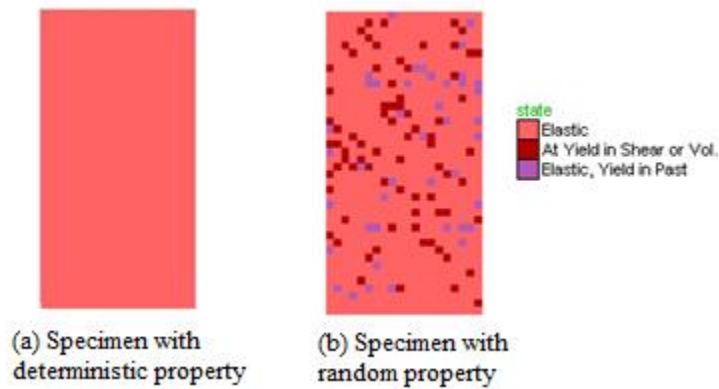 state
Elastic
At Yield in Shear or Vol.
Elastic, Yield in Past
(a) Specimen with
deterministic property
(b) Specimen with
random property